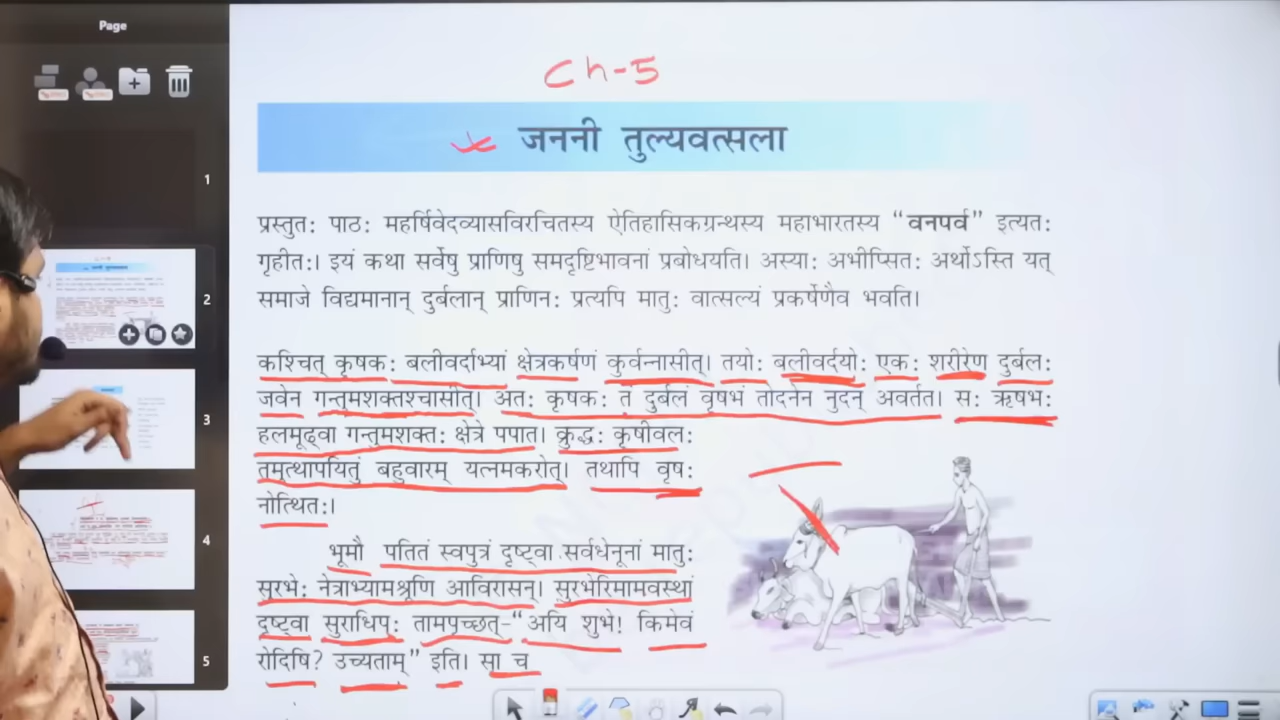 Page
1
2
3
4
5
Ch-5
जननी तुल्यवत्सला
प्रस्तुतः पाठः महर्षिवेदव्यासविरचितस्य ऐतिहासिकग्रन्थस्य महाभारतस्य “वनपर्व” इत्यतः
गृहीतः। इयं कथा सर्वेषु प्राणिषु समदृष्टिभावनां प्रबोधयति। अस्याः अभीप्सितः अर्थोऽस्ति यत्
समाजे विद्यमानान् दुर्बलान् प्राणिनः प्रत्यपि मातुः वात्सल्यं प्रकर्षेणैव भवति।
कश्चित् कृषकः बलीवर्दाभ्यां क्षेत्रकर्षणं कुर्वन्नासीत्। तयोः बलीवर्दयोः एकः शरीरेण दुर्बलः
जवेन गन्तुमशक्तश्चासीत्। अतः कृषकः तं दुर्बलं वृषभं तोदनेन नुदन् अवर्तत। सः ऋषभः
हलमूढ्वा गन्तुमशक्तः क्षेत्रे पपात। क्रुद्धः कृषीवलः
तमुत्थापयितुं बहुवारम् यत्नमकरोत्। तथापि वृषः
नोत्थितः।
भूमौ पतितं स्वपुत्रं दृष्ट्वा सर्वधेनूनां मातुः
सुरभेः नेत्राभ्यामश्रूणि आविरासन्। सुरभेरिमामवस्थां
दृष्ट्वा सुराधिपः तामपृच्छत्-“अयि शुभे! किमेवं
रोदिषि? उच्यताम्” इति। सा च